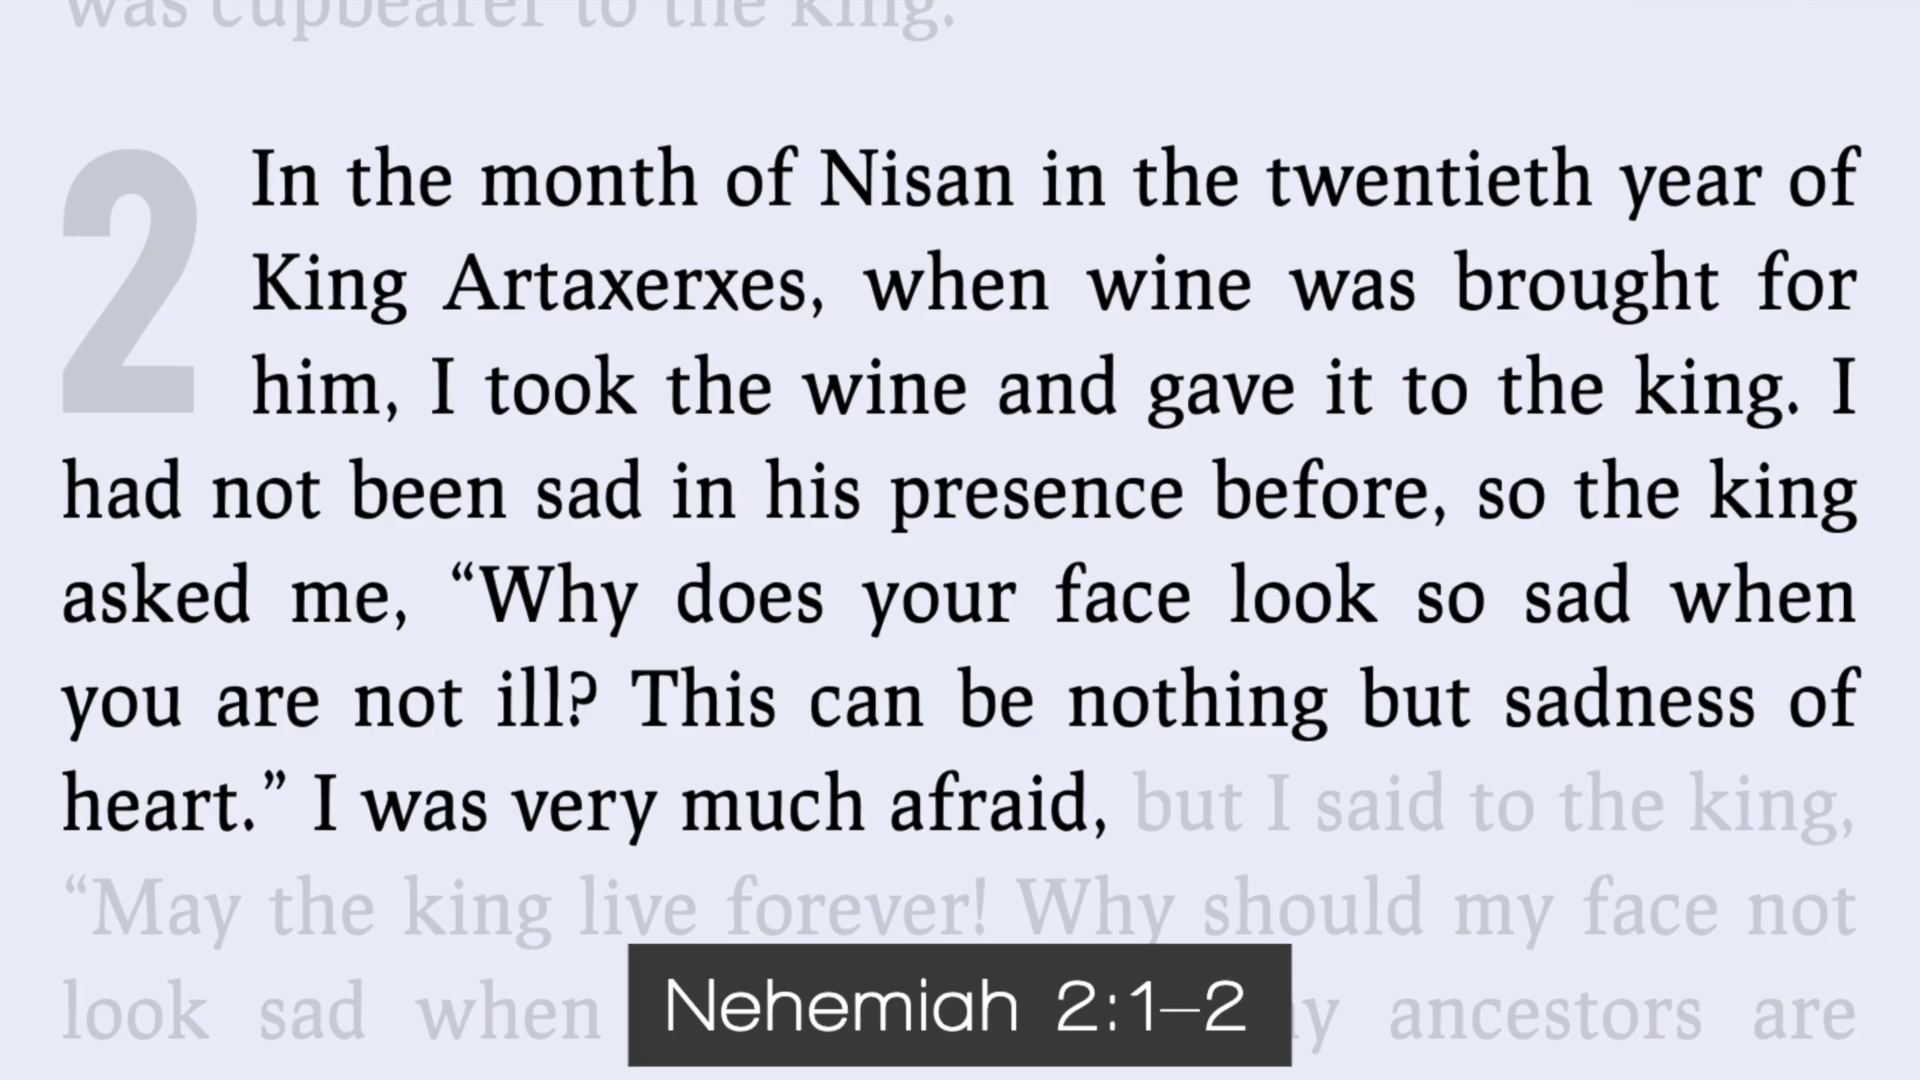 was cupbearer to the king.
2 In the month of Nisan in the twentieth year of
King Artaxerxes, when wine was brought for
him, I took the wine and gave it to the king. I
had not been sad in his presence before, so the king
asked me, “Why does your face look so sad when
you are not ill? This can be nothing but sadness of
heart.” I was very much afraid, but I said to the king,
“May the king live forever! Why should my face not
look sad when ancestors are
Nehemiah 2:1–2